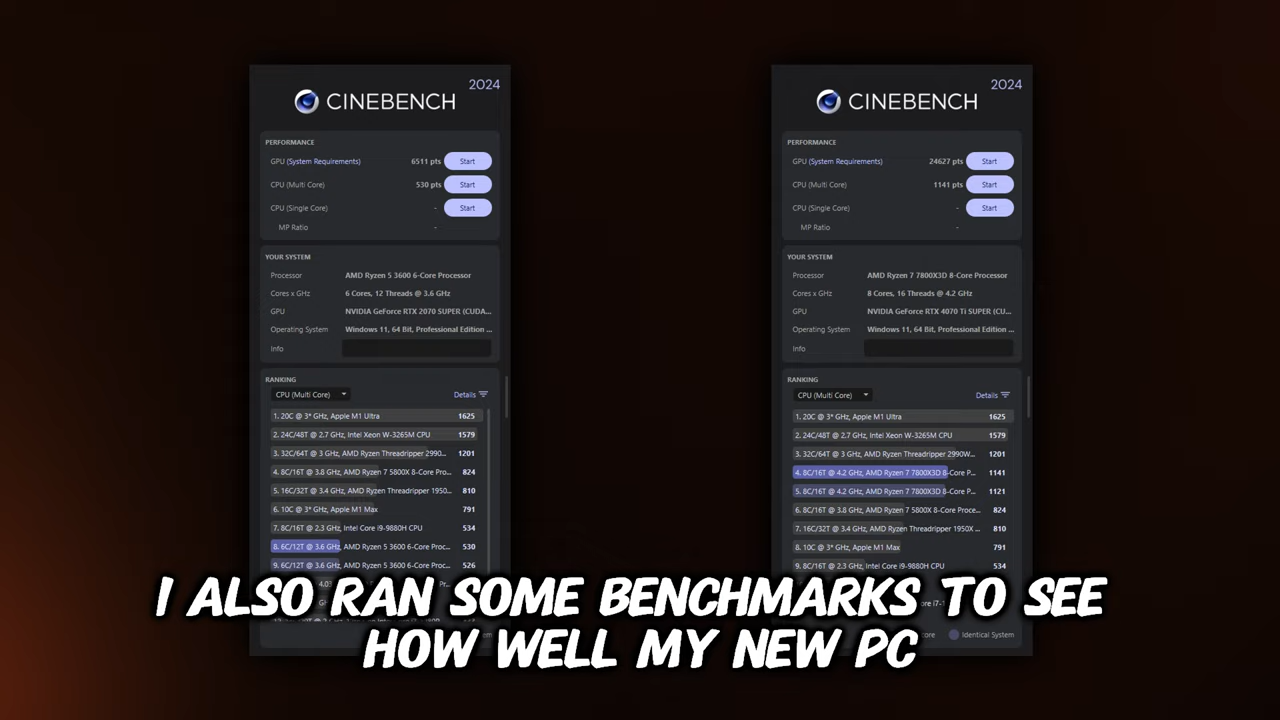 2024
CINEBENCH
PERFORMANCE
GPU (System Requirements) 6511 pts Start
CPU (Multi Core) 530 pts Start
CPU (Single Core) - Start
MP Ratio -
YOUR SYSTEM
Processor AMD Ryzen 5 3600 6-Core Processor
Cores x GHz 6 Cores, 12 Threads @ 3.6 GHz
GPU NVIDIA GeForce RTX 2070 SUPER (CUDA...
Operating System Windows 11, 64 Bit, Professional Edition ...
Info
RANKING
CPU (Multi Core) Details
1. 20C @ 3* GHz, Apple M1 Ultra 1625
2. 24C/48T @ 2.7 GHz, Intel Xeon W-3265M CPU 1579
3. 32C/64T @ 3 GHz, AMD Ryzen Threadripper 2990... 1201
4. 8C/16T @ 3.8 GHz, AMD Ryzen 7 5800X 8-Core Pro... 824
5. 16C/32T @ 3.4 GHz, AMD Ryzen Threadripper 1950... 810
6. 10C @ 3* GHz, Apple M1 Max 791
7. 8C/16T @ 2.3 GHz, Intel Core i9-9880H CPU 534
8. 6C/12T @ 3.6 GHz, AMD Ryzen 5 3600 6-Core Proc... 530
9. 6C/12T @ 3.6 GHz, AMD Ryzen 5 3600 6-Core Proc... 526
2024
CINEBENCH
PERFORMANCE
GPU (System Requirements) 24627 pts Start
CPU (Multi Core) 1141 pts Start
CPU (Single Core) - Start
MP Ratio -
YOUR SYSTEM
Processor AMD Ryzen 7 7800X3D 8-Core Processor
Cores x GHz 8 Cores, 16 Threads @ 4.2 GHz
GPU NVIDIA GeForce RTX 4070 Ti SUPER (CU...
Operating System Windows 11, 64 Bit, Professional Edition ...
Info
RANKING
CPU (Multi Core) Details
1. 20C @ 3* GHz, Apple M1 Ultra 1625
2. 24C/48T @ 2.7 GHz, Intel Xeon W-3265M CPU 1579
3. 32C/64T @ 3 GHz, AMD Ryzen Threadripper 2990W... 1201
4. 8C/16T @ 4.2 GHz, AMD Ryzen 7 7800X3D 8-Core P... 1141
5. 8C/16T @ 4.2 GHz, AMD Ryzen 7 7800X3D 8-Core P... 1121
6. 8C/16T @ 3.8 GHz, AMD Ryzen 7 5800X 8-Core Proce... 824
7. 16C/32T @ 3.4 GHz, AMD Ryzen Threadripper 1950X ... 810
8. 10C @ 3* GHz, Apple M1 Max 791
9. 8C/16T @ 2.3 GHz, Intel Core i9-9880H CPU 534
Identical System
I ALSO RAN SOME BENCHMARKS TO SEE
HOW WELL MY NEW PC